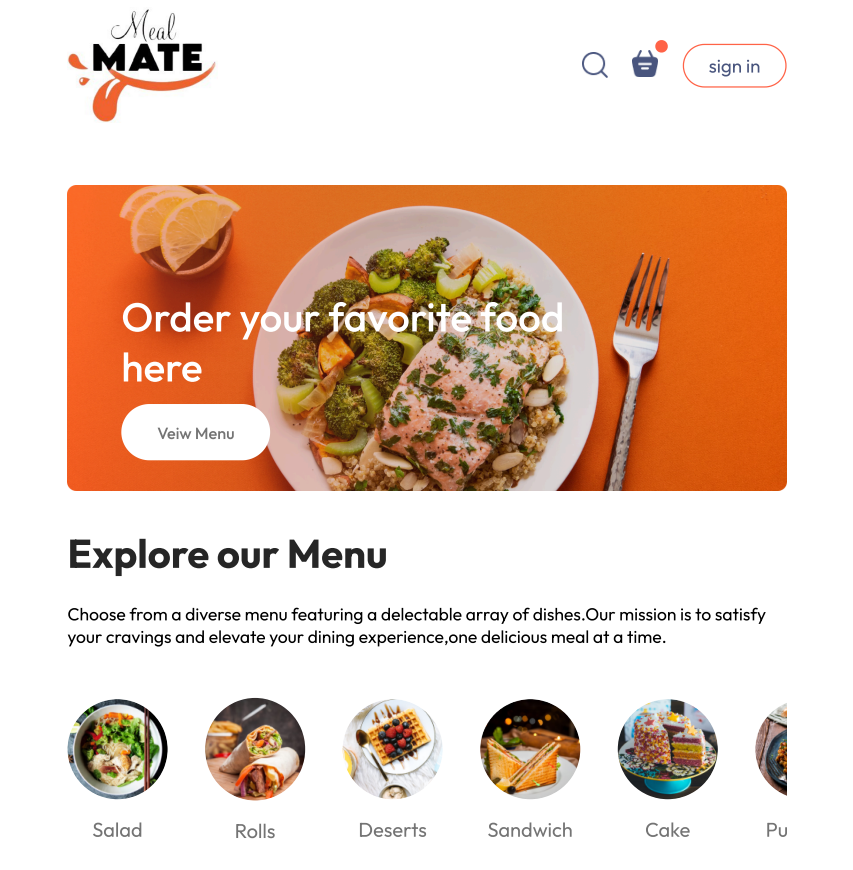 Meal
MATE
sign in
Order your favorite food
here
Veiw Menu
Explore our Menu
Choose from a diverse menu featuring a delectable array of dishes.Our mission is to satisfy
your cravings and elevate your dining experience,one delicious meal at a time.
Salad
Rolls
Deserts
Sandwich
Cake
Pu